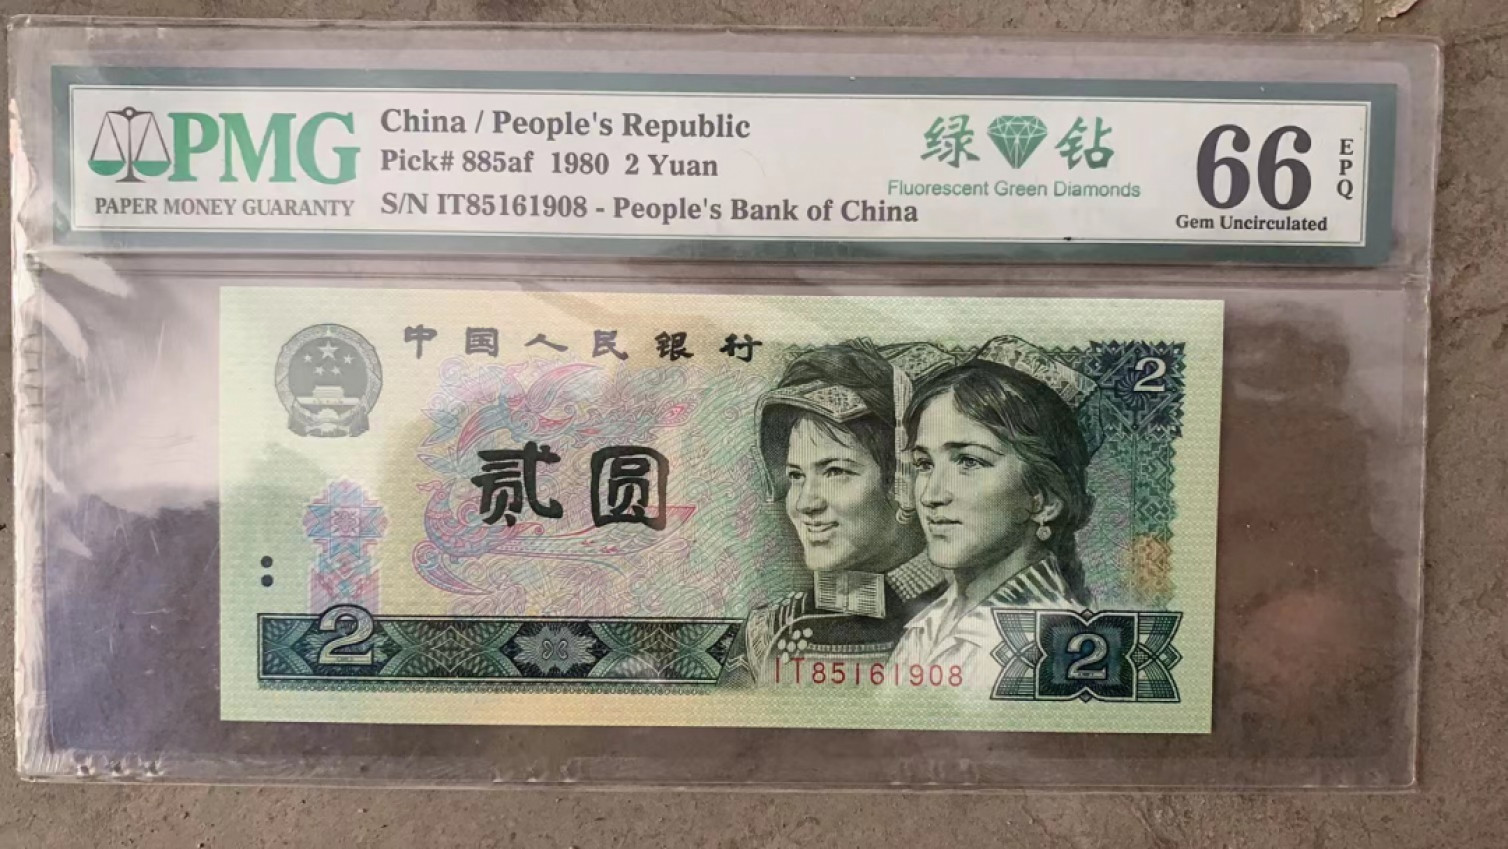 PMG
PAPER MONEY GUARANTY
China / People's Republic
Pick# 885af 1980 2 Yuan
S/N IT85161908 - People's Bank of China
绿 钻
Fluorescent Green Diamonds
66
EPQ
Gem Uncirculated
中国人民银行
2
贰圆
2
2
IT85161908